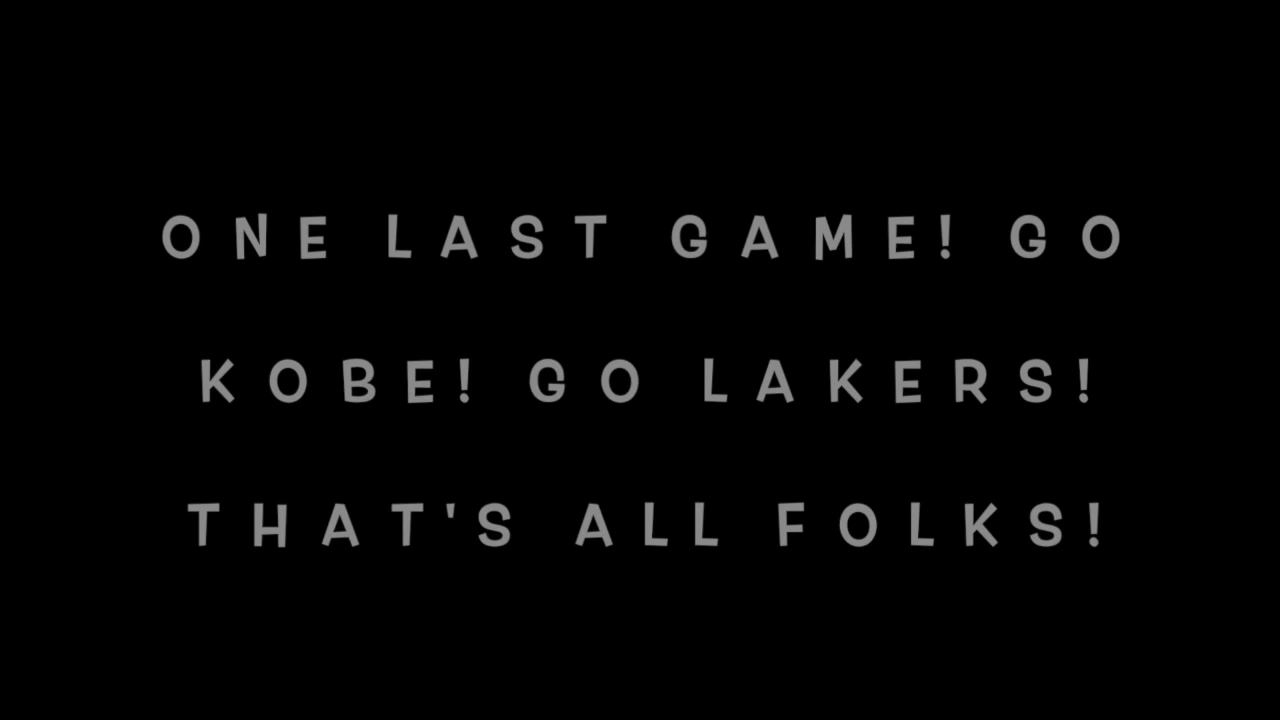 ONE LAST GAME! GO
KOBE! GO LAKERS!
THAT'S ALL FOLKS!